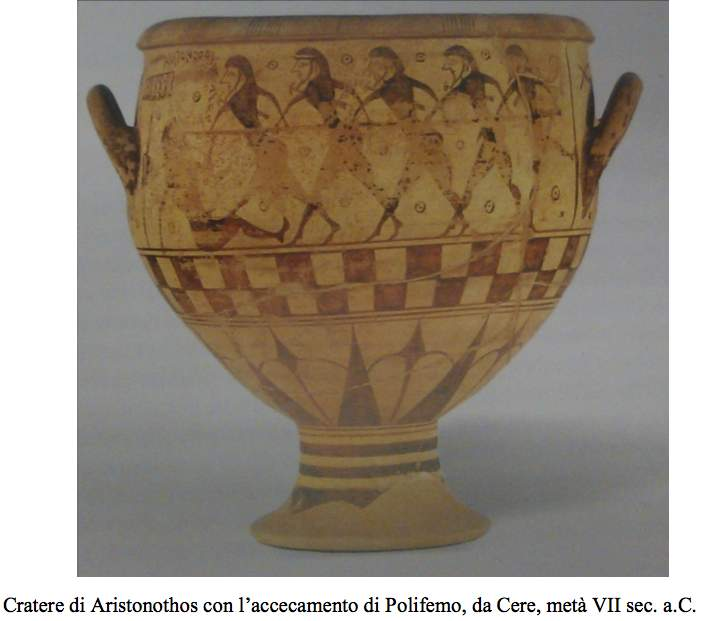 Cratere di Aristonothos con l’accecamento di Polifemo, da Cere, metà VII sec. a.C.